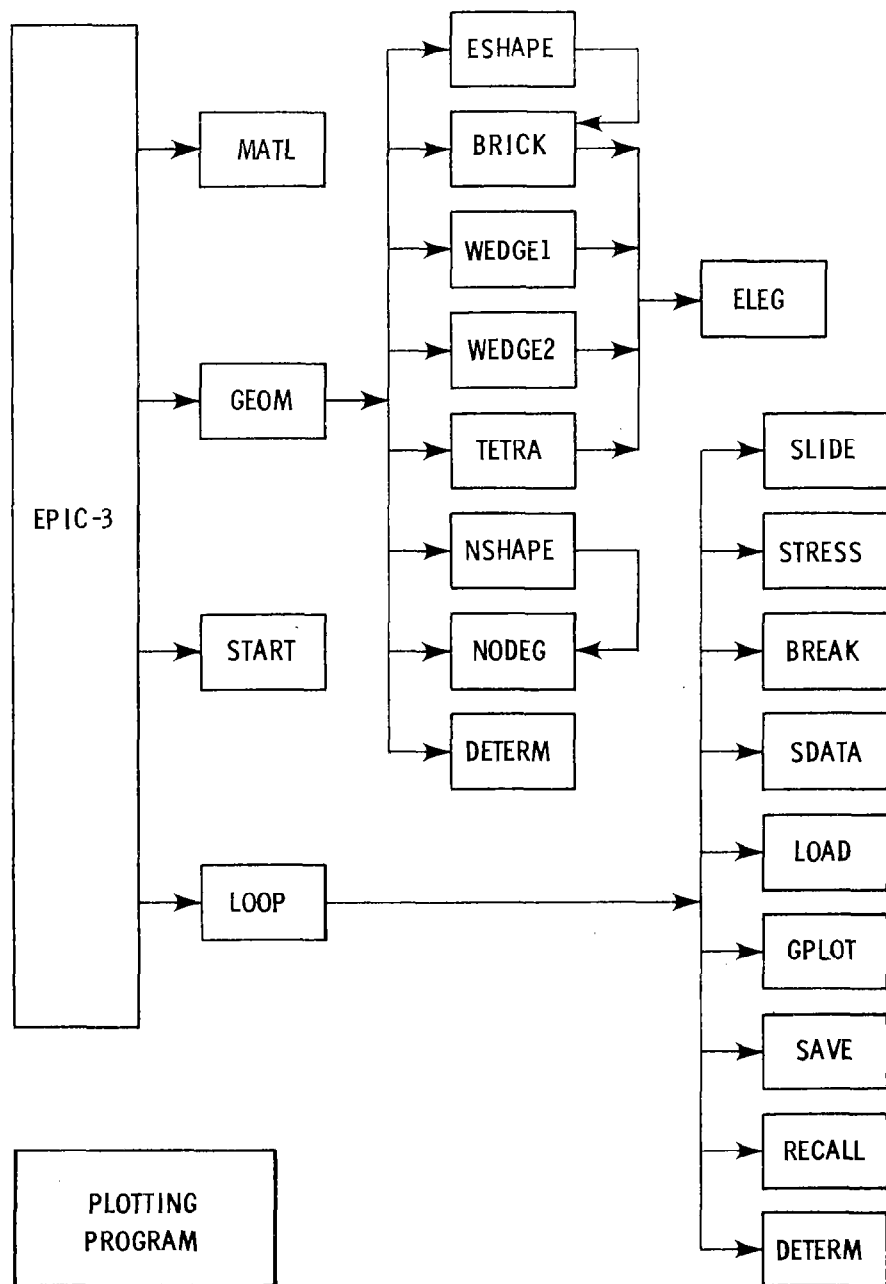 EPIC-3
MATL
GEOM
START
LOOP
ESHAPE
BRICK
WEDGE1
WEDGE2
TETRA
NSHAPE
NODEG
DETERM
ELEG
SLIDE
STRESS
BREAK
SDATA
LOAD
GPLOT
SAVE
RECALL
DETERM
PLOTTING
PROGRAM